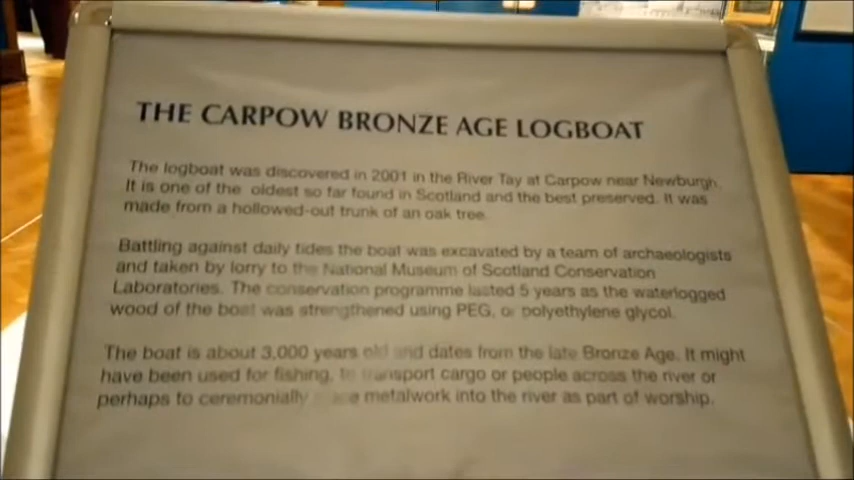 THE CARPOW BRONZE AGE LOGBOAT
The logboat was discovered in 2001 in the River Tay at Carpow near Newburgh.
It is one of the oldest so far found in Scotland and the best preserved. It was
made from a hollowed-out trunk of an oak tree.
Battling against daily tides the boat was excavated by a team of archaeologists
and taken by lorry to the National Museum of Scotland Conservation
Laboratories. The conservation programme lasted 5 years as the waterlogged
wood of the boat was strengthened using PEG, or polyethylene glycol.
The boat is about 3,000 years old and dates from the late Bronze Age. It might
have been used for fishing, to transport cargo or people across the river or
perhaps to ceremonially metalwork into the river as part of worship.